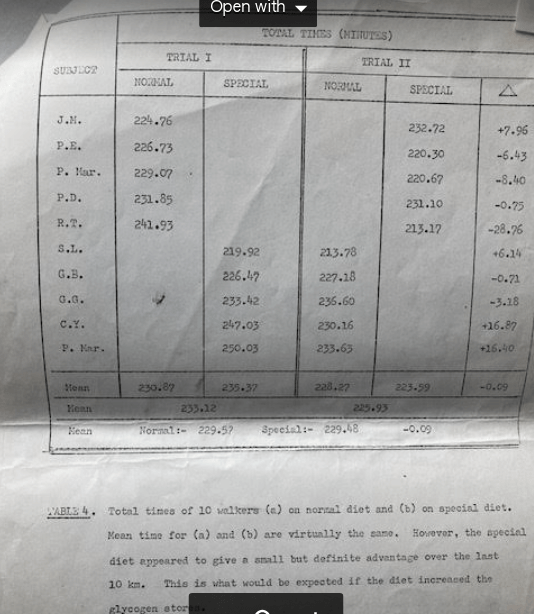 Open with
TOTAL TIMES (MINUTES)
SUBJECT TRIAL I TRIAL II
NORMAL SPECIAL NORMAL SPECIAL △
J.M. 224.76 232.72 +7.96
P.E. 226.73 220.30 -6.43
P. Mar. 229.07 220.67 -8.40
P.D. 231.85 231.10 -0.75
R.T. 241.93 213.17 -28.76
S.L. 219.92 213.78 +6.14
G.B. 226.47 227.18 -0.71
G.G. 233.42 236.60 -3.18
C.Y. 247.03 230.16 +16.87
P. Mar. 250.03 233.63 +16.40
Mean 230.87 235.37 228.27 223.59 -0.09
Mean 233.12 225.93
Mean Normal:- 229.57 Special:- 229.48 -0.09
TABLE 4. Total times of 10 walkers (a) on normal diet and (b) on special diet.
Mean time for (a) and (b) are virtually the same. However, the special
diet appeared to give a small but definite advantage over the last
10 km. This is what would be expected if the diet increased the
glycogen stores.